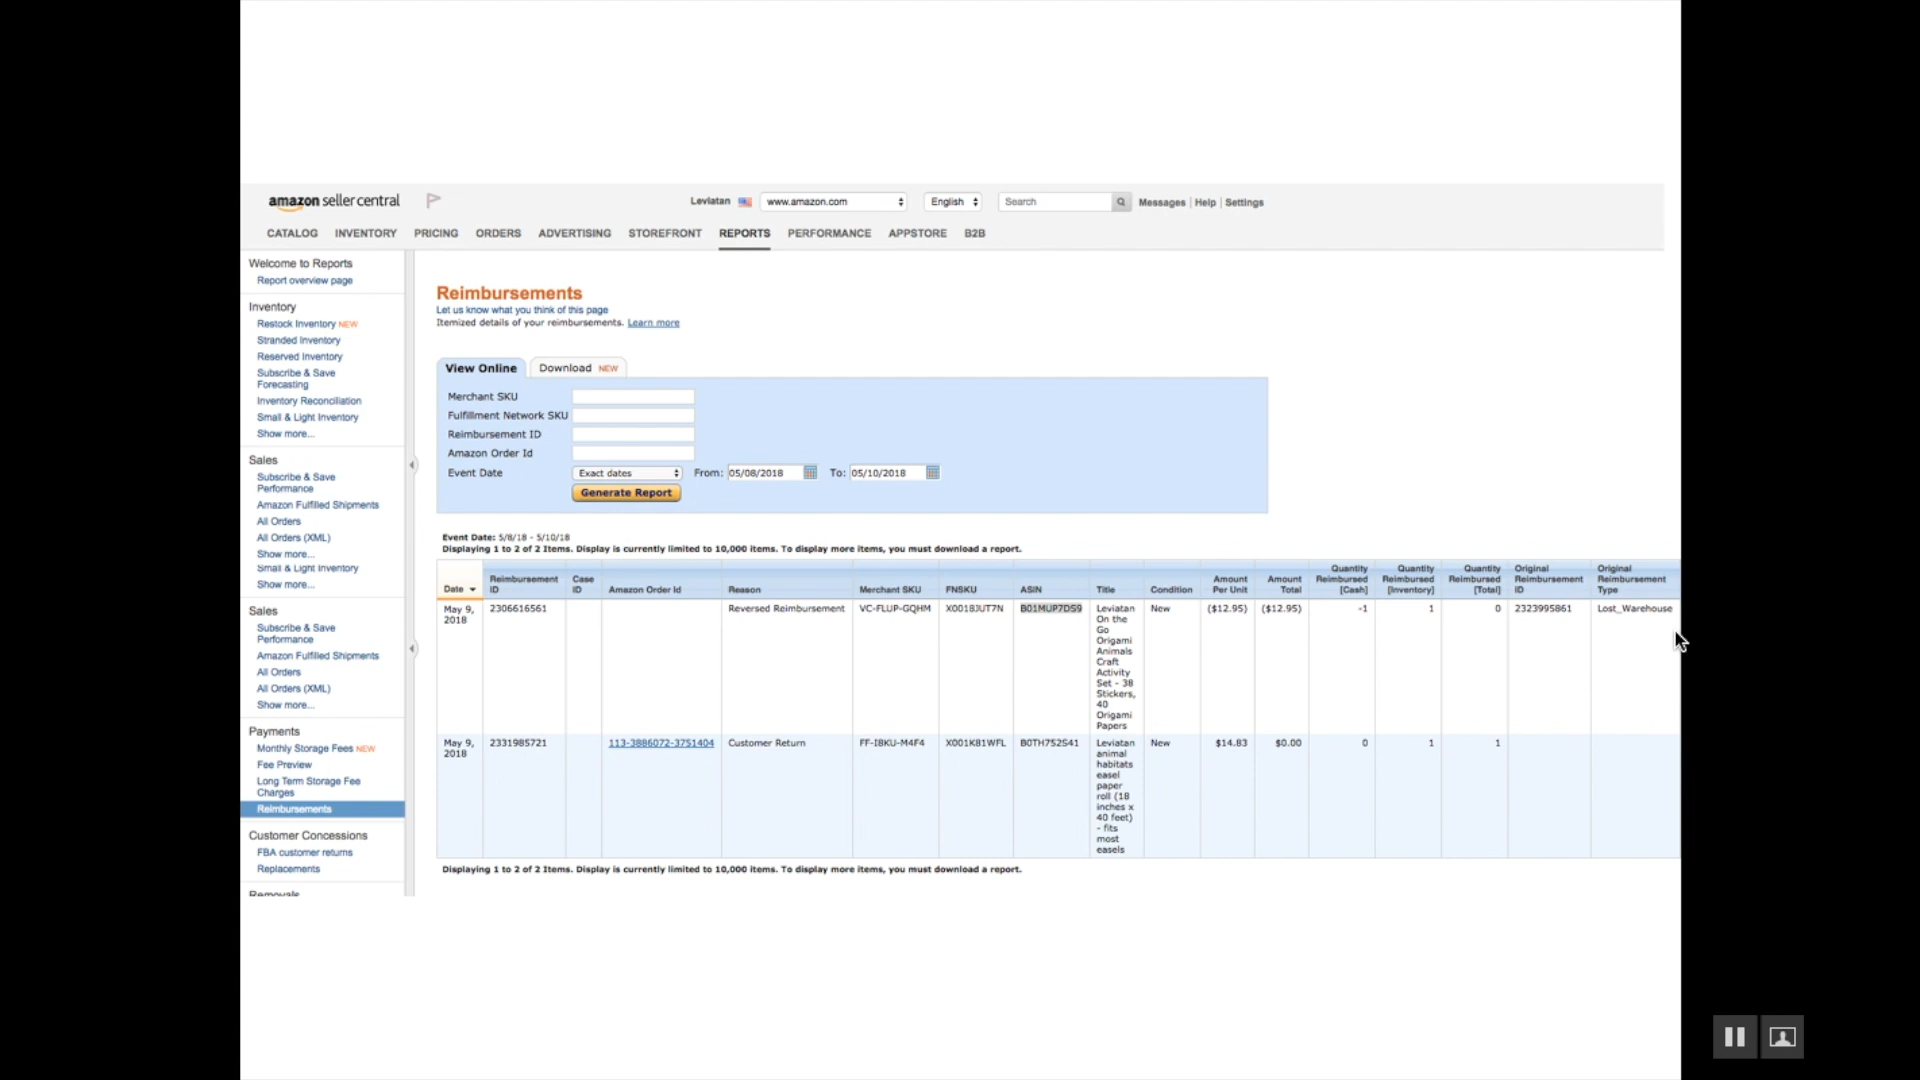 amazon seller central
Leviatan
www.amazon.com
English
Search
Messages | Help | Settings
CATALOG INVENTORY PRICING ORDERS ADVERTISING STOREFRONT REPORTS PERFORMANCE APPSTORE B2B
Welcome to Reports
Report overview page
Inventory
Restock Inventory NEW
Stranded Inventory
Reserved Inventory
Subscribe & Save
Forecasting
Inventory Reconciliation
Small & Light Inventory
Show more...
Sales
Subscribe & Save
Performance
Amazon Fulfilled Shipments
All Orders
All Orders (XML)
Show more...
Small & Light Inventory
Show more...
Sales
Subscribe & Save
Performance
Amazon Fulfilled Shipments
All Orders
All Orders (XML)
Show more...
Payments
Monthly Storage Fees NEW
Fee Preview
Long Term Storage Fee
Charges
Reimbursements
Customer Concessions
FBA customer returns
Replacements
Removals
Reimbursements
Let us know what you think of this page
Itemized details of your reimbursements. Learn more
View Online
Download NEW
Merchant SKU
Fulfillment Network SKU
Reimbursement ID
Amazon Order Id
Event Date Exact dates From: 05/08/2018 To: 05/10/2018
Generate Report
Event Date: 5/8/18 - 5/10/18
Displaying 1 to 2 of 2 Items. Display is currently limited to 10,000 items. To display more items, you must download a report.
Date
Reimbursement
ID
Case
ID
Amazon Order Id
Reason
Merchant SKU
FNSKU
ASIN
Title
Condition
Amount
Per Unit
Amount
Total
Quantity
Reimbursed
[Cash]
Quantity
Reimbursed
[Inventory]
Quantity
Reimbursed
[Total]
Original
Reimbursement
ID
Original
Reimbursement
Type
May 9,
2018
2306616561
Reversed Reimbursement
VC-FLUP-GQHM
X0018JUT7N
B01MUP7DS9
Leviatan
On the
Go
Origami
Animals
Craft
Activity
Set - 38
Stickers,
40
Origami
Papers
New
($12.95)
($12.95)
-1
1
0
2323995861
Lost_Warehouse
May 9,
2018
2331985721
113-3886072-3751404
Customer Return
FF-I8KU-M4F4
X001K81WFL
B0TH752S41
Leviatan
animal
habitats
easel
paper
roll (18
inches x
40 feet)
- fits
most
easels
New
$14.83
$0.00
0
1
1
Displaying 1 to 2 of 2 Items. Display is currently limited to 10,000 items. To display more items, you must download a report.